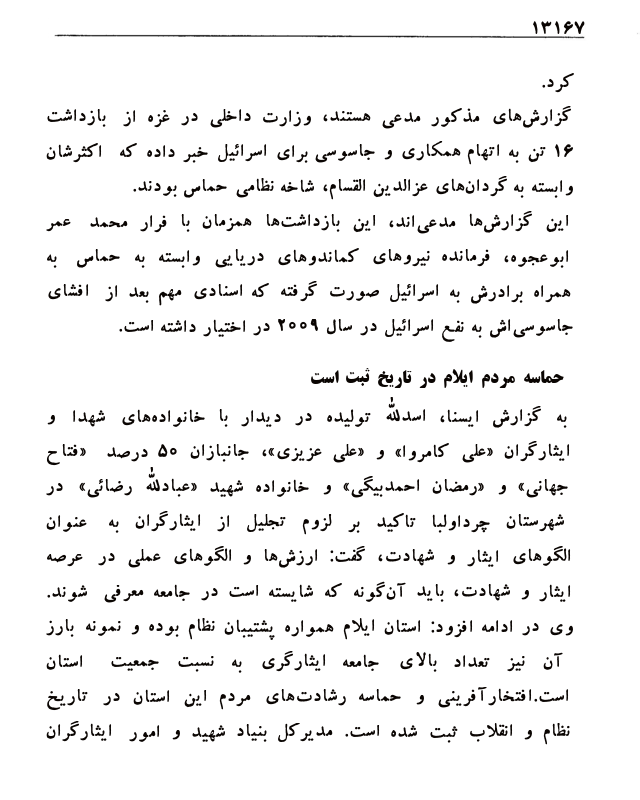 ۱۳۱۶۷
کرد.
گزارش‌های مذکور مدعی هستند، وزارت داخلی در غزه از بازداشت
۱۶ تن به اتهام همکاری و جاسوسی برای اسرائیل خبر داده که اکثرشان
وابسته به گردان‌های عزالدین القسام، شاخه نظامی حماس بودند.
این گزارش‌ها مدعی‌اند، این بازداشت‌ها همزمان با فرار محمد عمر
ابوعجوه، فرمانده نیروهای کماندوهای دریایی وابسته به حماس به
همراه برادرش به اسرائیل صورت گرفته که اسنادی مهم بعد از افشای
جاسوسی‌اش به نفع اسرائیل در سال ۲۰۰۹ در اختیار داشته است.
حماسه مردم ایلام در تاریخ ثبت است
به گزارش ایسنا، اسدلله تولیده در دیدار با خانواده‌های شهدا و
ایثارگران «علی کامروا» و «علی عزیزی»، جانبازان ۵۰ درصد «فتاح
جهانی» و «رمضان احمدبیگی» و خانواده شهید «عبادلله رضائی» در
شهرستان چرداولبا تاکید بر لزوم تجلیل از ایثارگران به عنوان
الگوهای ایثار و شهادت، گفت: ارزش‌ها و الگوهای عملی در عرصه
ایثار و شهادت، باید آن‌گونه که شایسته است در جامعه معرفی شوند.
وی در ادامه افزود: استان ایلام همواره پشتیبان نظام بوده و نمونه بارز
آن نیز تعداد بالای جامعه ایثارگری به نسبت جمعیت استان
است.افتخارآفرینی و حماسه رشادت‌های مردم این استان در تاریخ
نظام و انقلاب ثبت شده است. مدیرکل بنیاد شهید و امور ایثارگران